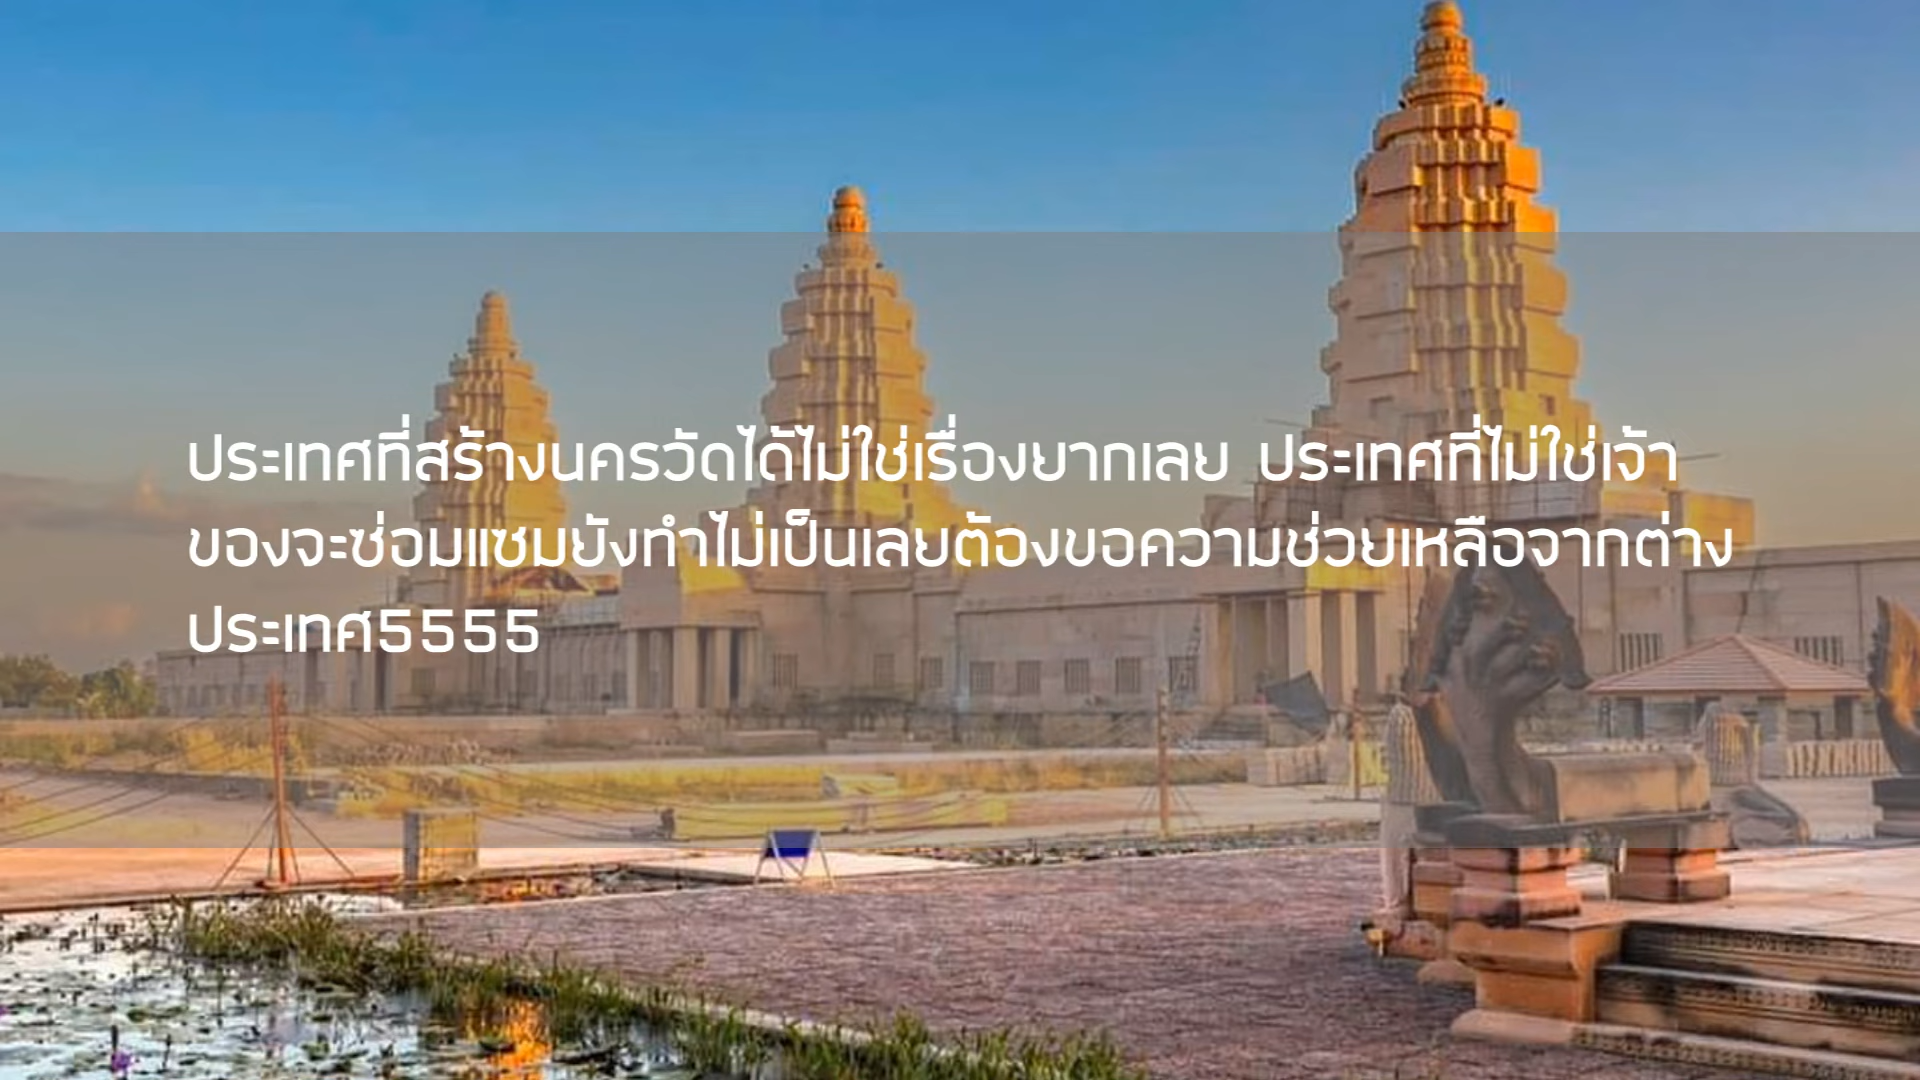 ประเทศที่สร้างนครวัดได้ไม่ใช่เรื่องยากเลย ประเทศที่ไม่ใช่เจ้า
ของจะซ่อมแซมยังทำไม่เป็นเลยต้องขอความช่วยเหลือจากต่าง
ประเทศ5555